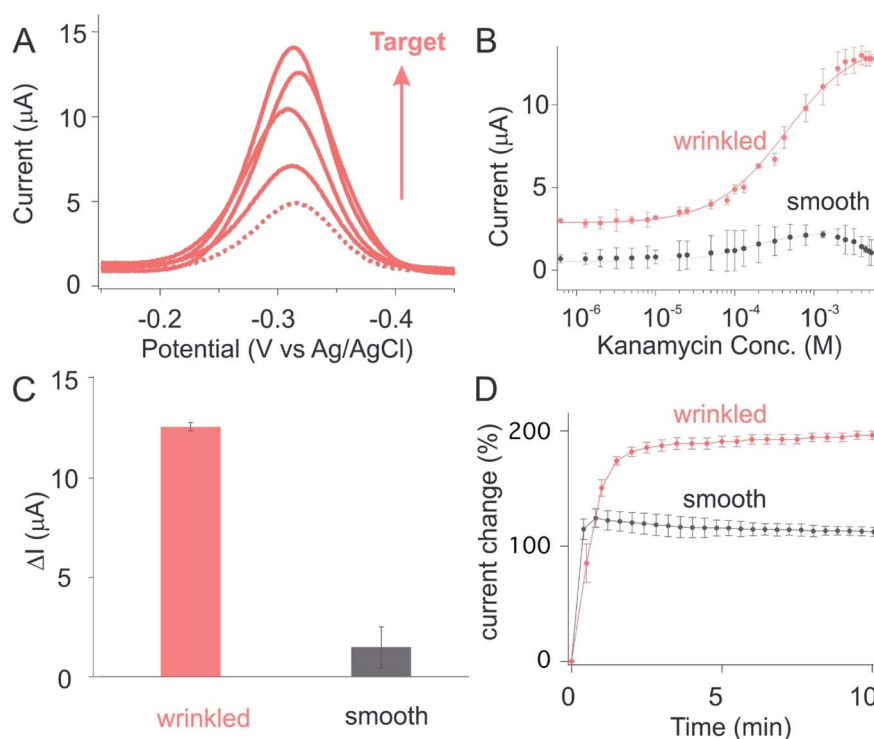 A
15
10
5
0
Current (μA)
Target
-0.2
-0.3
-0.4
Potential (V vs Ag/AgCl)
B
10
5
0
Current (μA)
wrinkled
smooth
10⁻⁶
10⁻⁵
10⁻⁴
10⁻³
Kanamycin Conc. (M)
C
15
10
5
0
ΔI (μA)
wrinkled
smooth
D
200
100
0
current change (%)
wrinkled
smooth
0
5
10
Time (min)